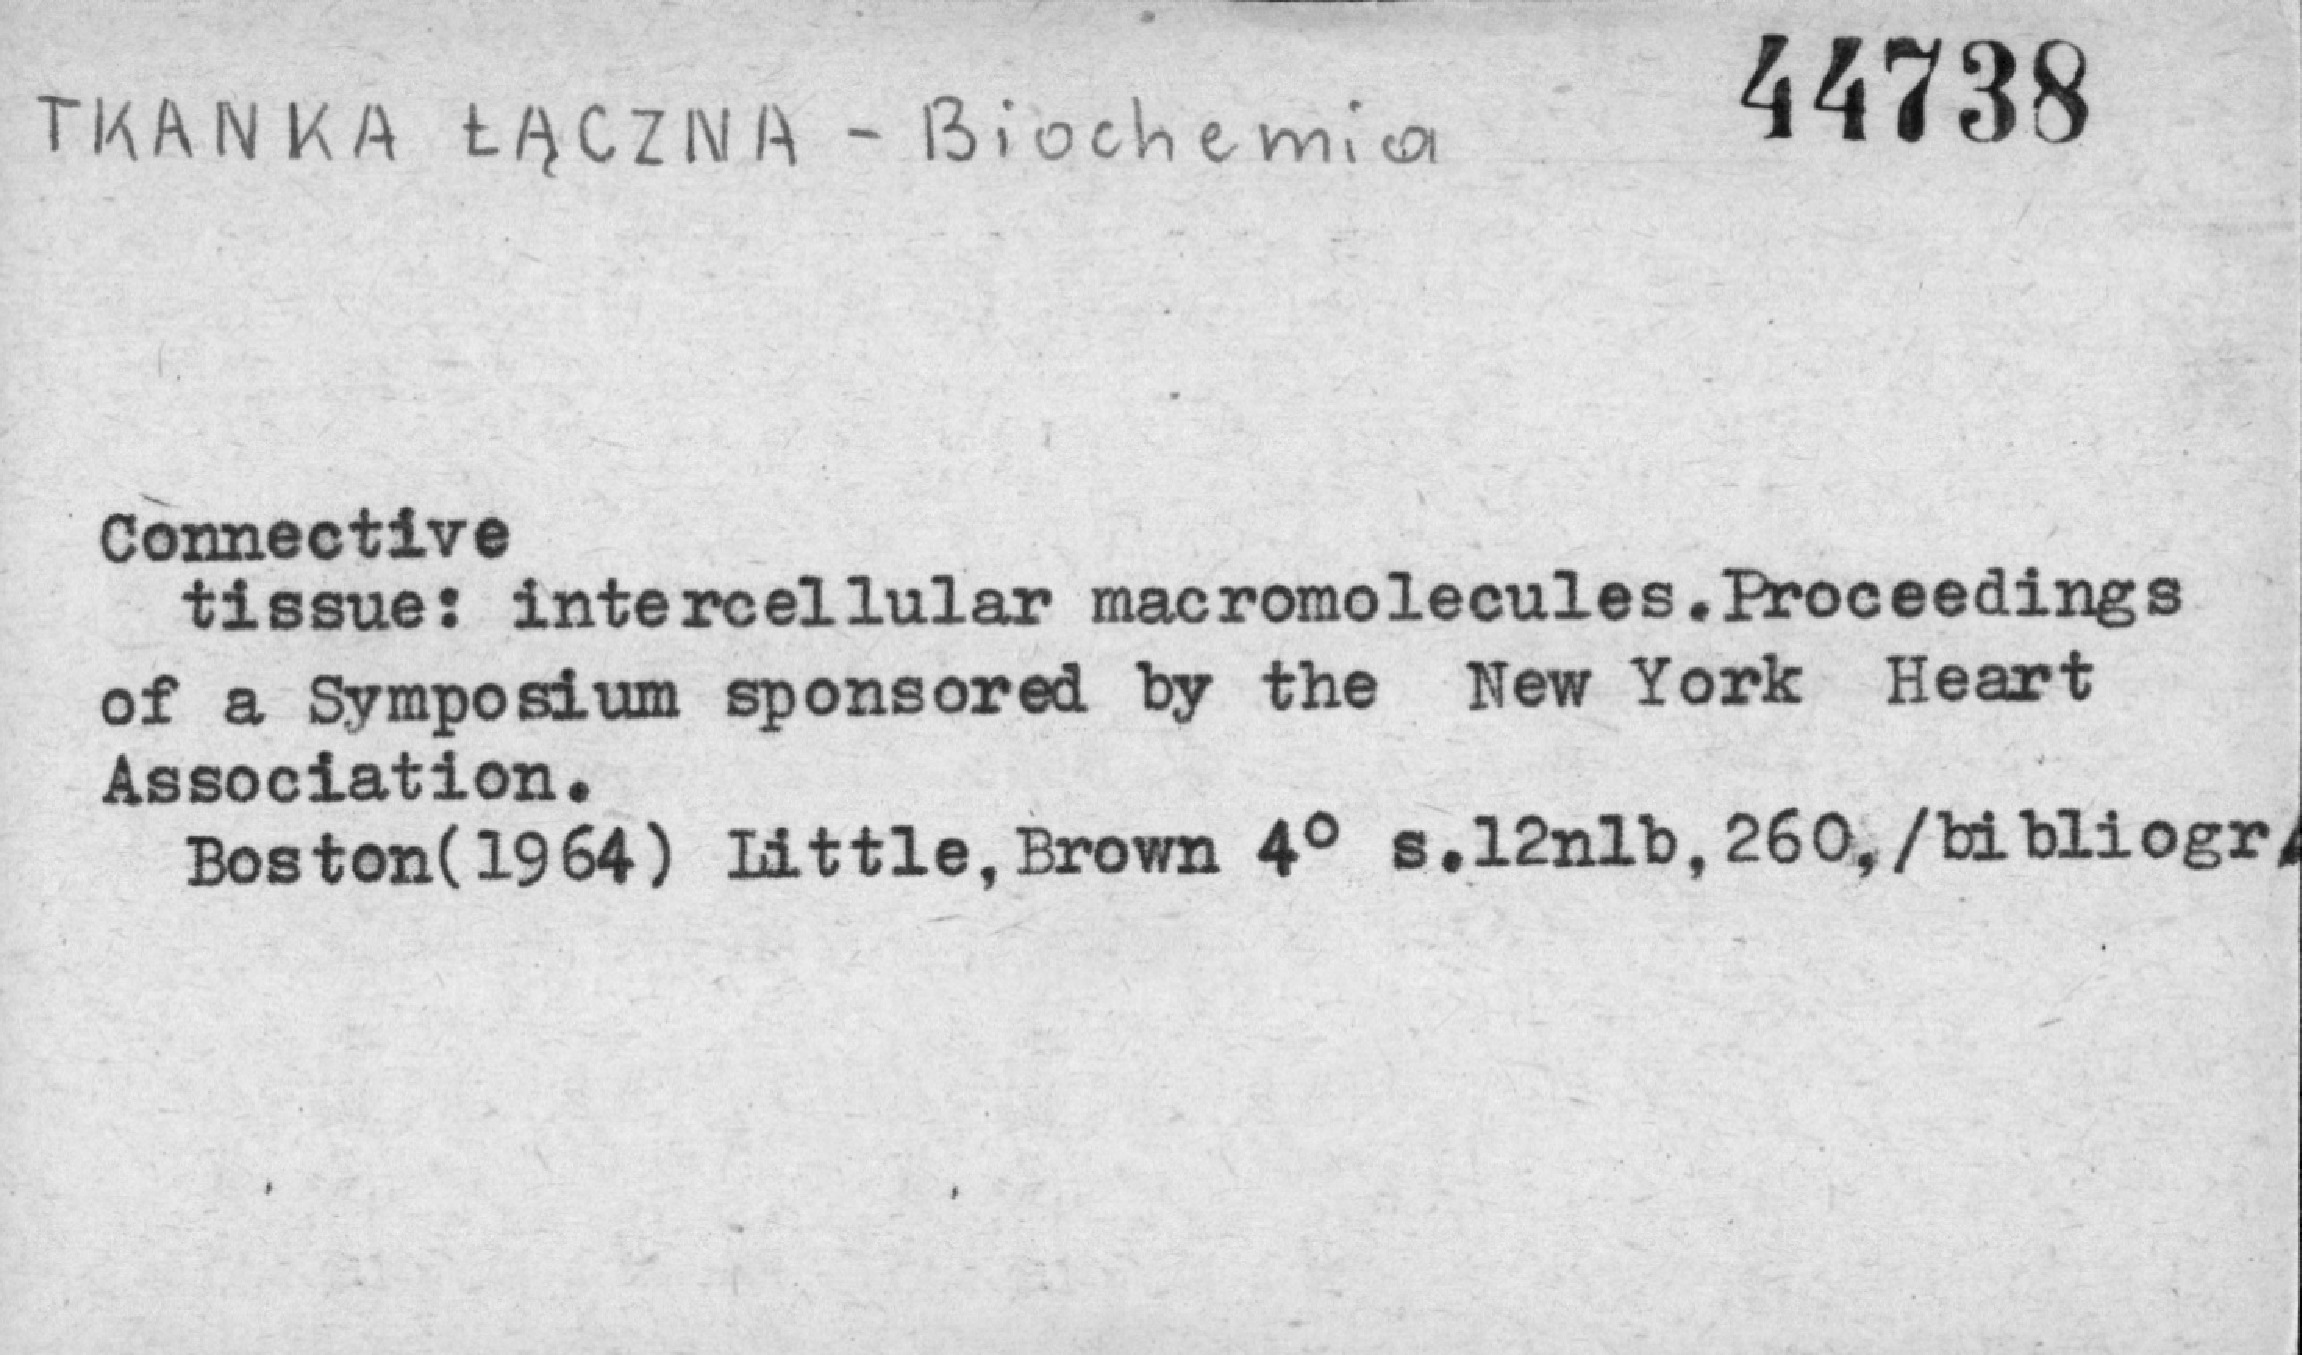 TKANKA ŁĄCZNA - Biochemia 44738
Connective
tissue: intercellular macromolecules.Proceedings
of a Symposium sponsored by the New York Heart
Association.
Boston(1964) Little,Brown 4° s.12nlb,260,/bibliogr/